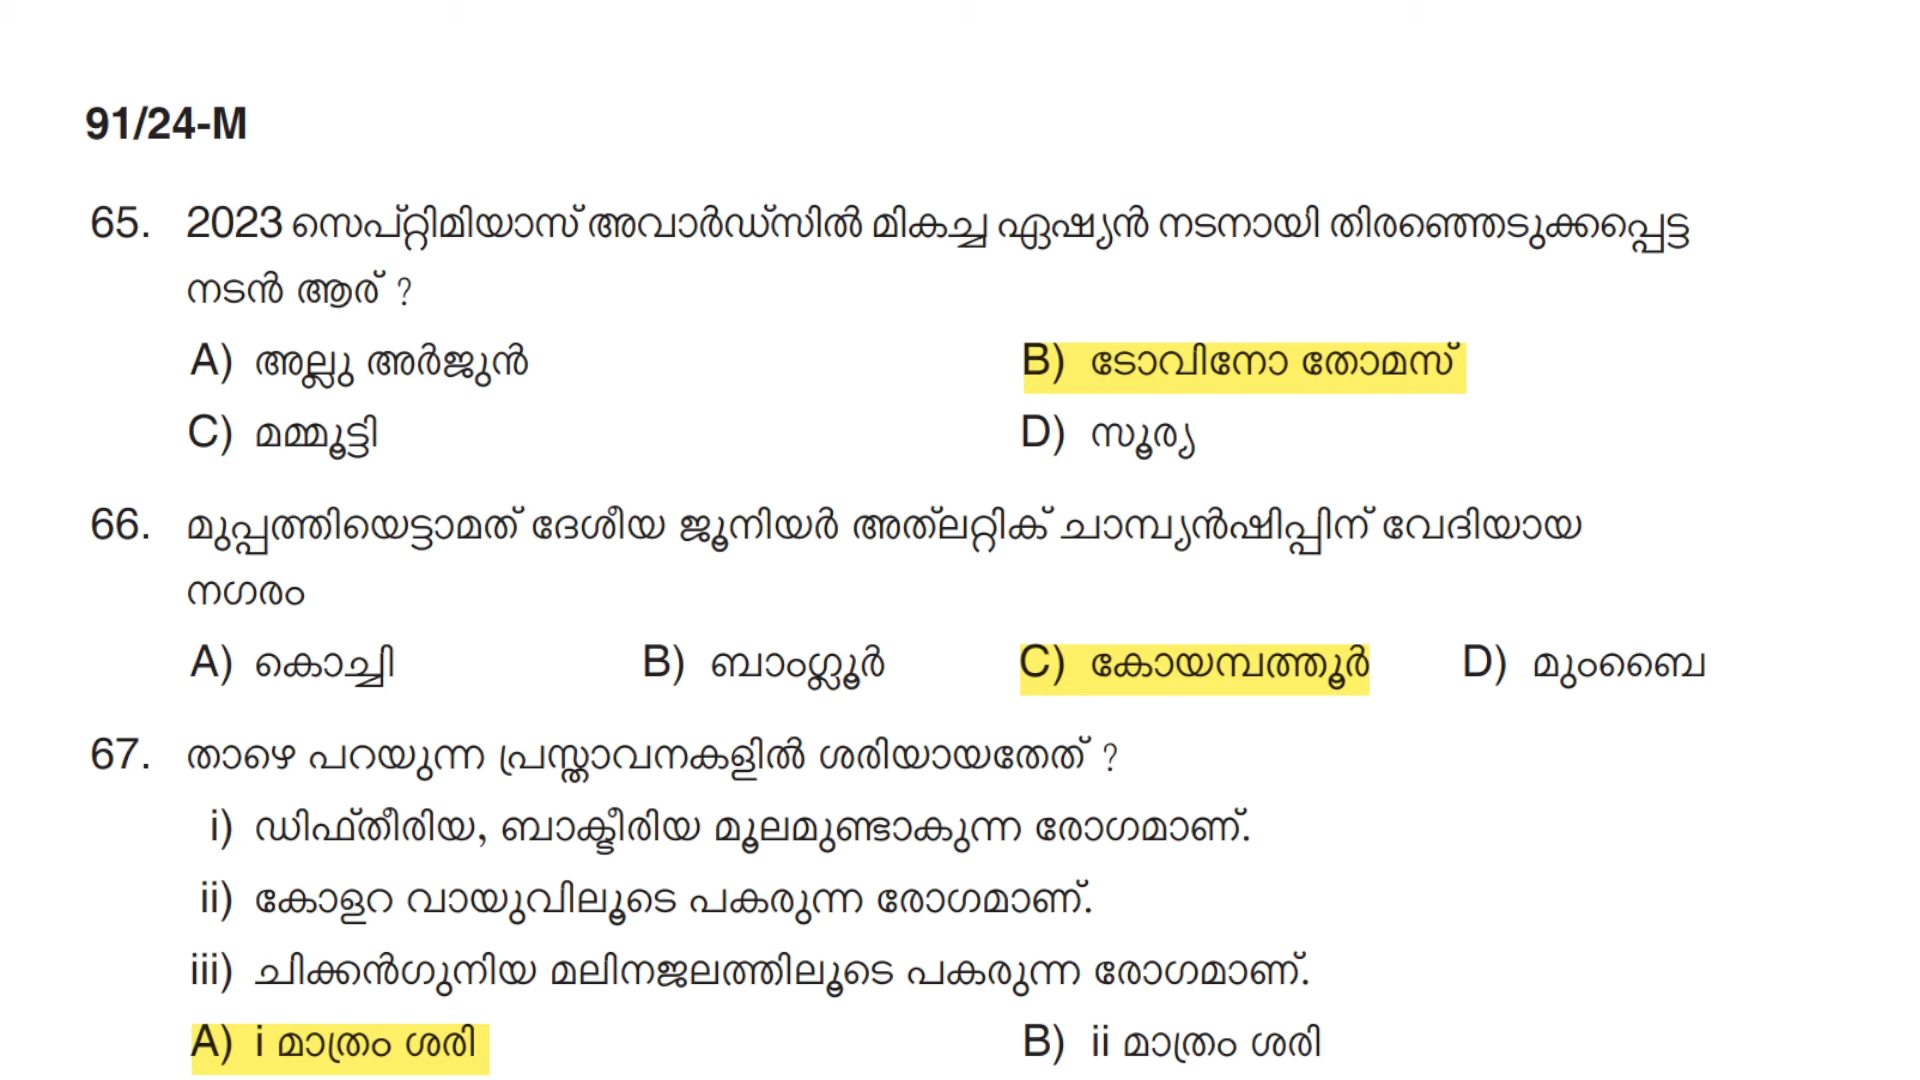 91/24-M
65. 2023 സെപ്റ്റിമിയാസ് അവാർഡ്സിൽ മികച്ച ഏഷ്യൻ നടനായി തിരഞ്ഞെടുക്കപ്പെട്ട
നടൻ ആര് ?
A) അല്ലു അർജുൻ B) ടോവിനോ തോമസ്
C) മമ്മൂട്ടി D) സൂര്യ
66. മുപ്പത്തിയെട്ടാമത് ദേശീയ ജൂനിയർ അത്‌ലറ്റിക് ചാമ്പ്യൻഷിപ്പിന് വേദിയായ
നഗരം
A) കൊച്ചി B) ബാംഗ്ലൂർ C) കോയമ്പത്തൂർ D) മുംബൈ
67. താഴെ പറയുന്ന പ്രസ്താവനകളിൽ ശരിയായതേത് ?
i) ഡിഫ്തീരിയ, ബാക്ടീരിയ മൂലമുണ്ടാകുന്ന രോഗമാണ്.
ii) കോളറ വായുവിലൂടെ പകരുന്ന രോഗമാണ്.
iii) ചിക്കൻഗുനിയ മലിനജലത്തിലൂടെ പകരുന്ന രോഗമാണ്.
A) i മാത്രം ശരി B) ii മാത്രം ശരി